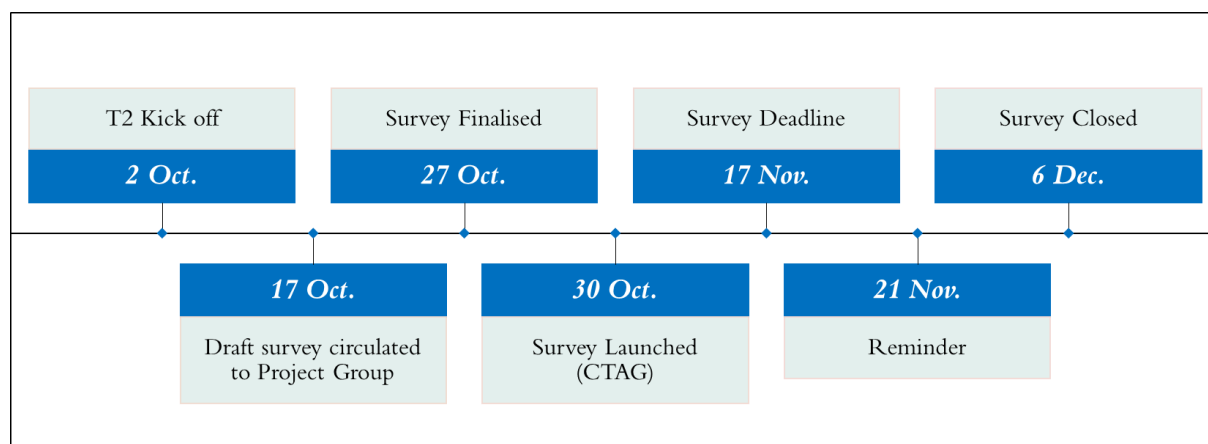 T2 Kick off
2 Oct.
17 Oct.
Draft survey circulated
to Project Group
Survey Finalised
27 Oct.
30 Oct.
Survey Launched
(CTAG)
Survey Deadline
17 Nov.
21 Nov.
Reminder
Survey Closed
6 Dec.